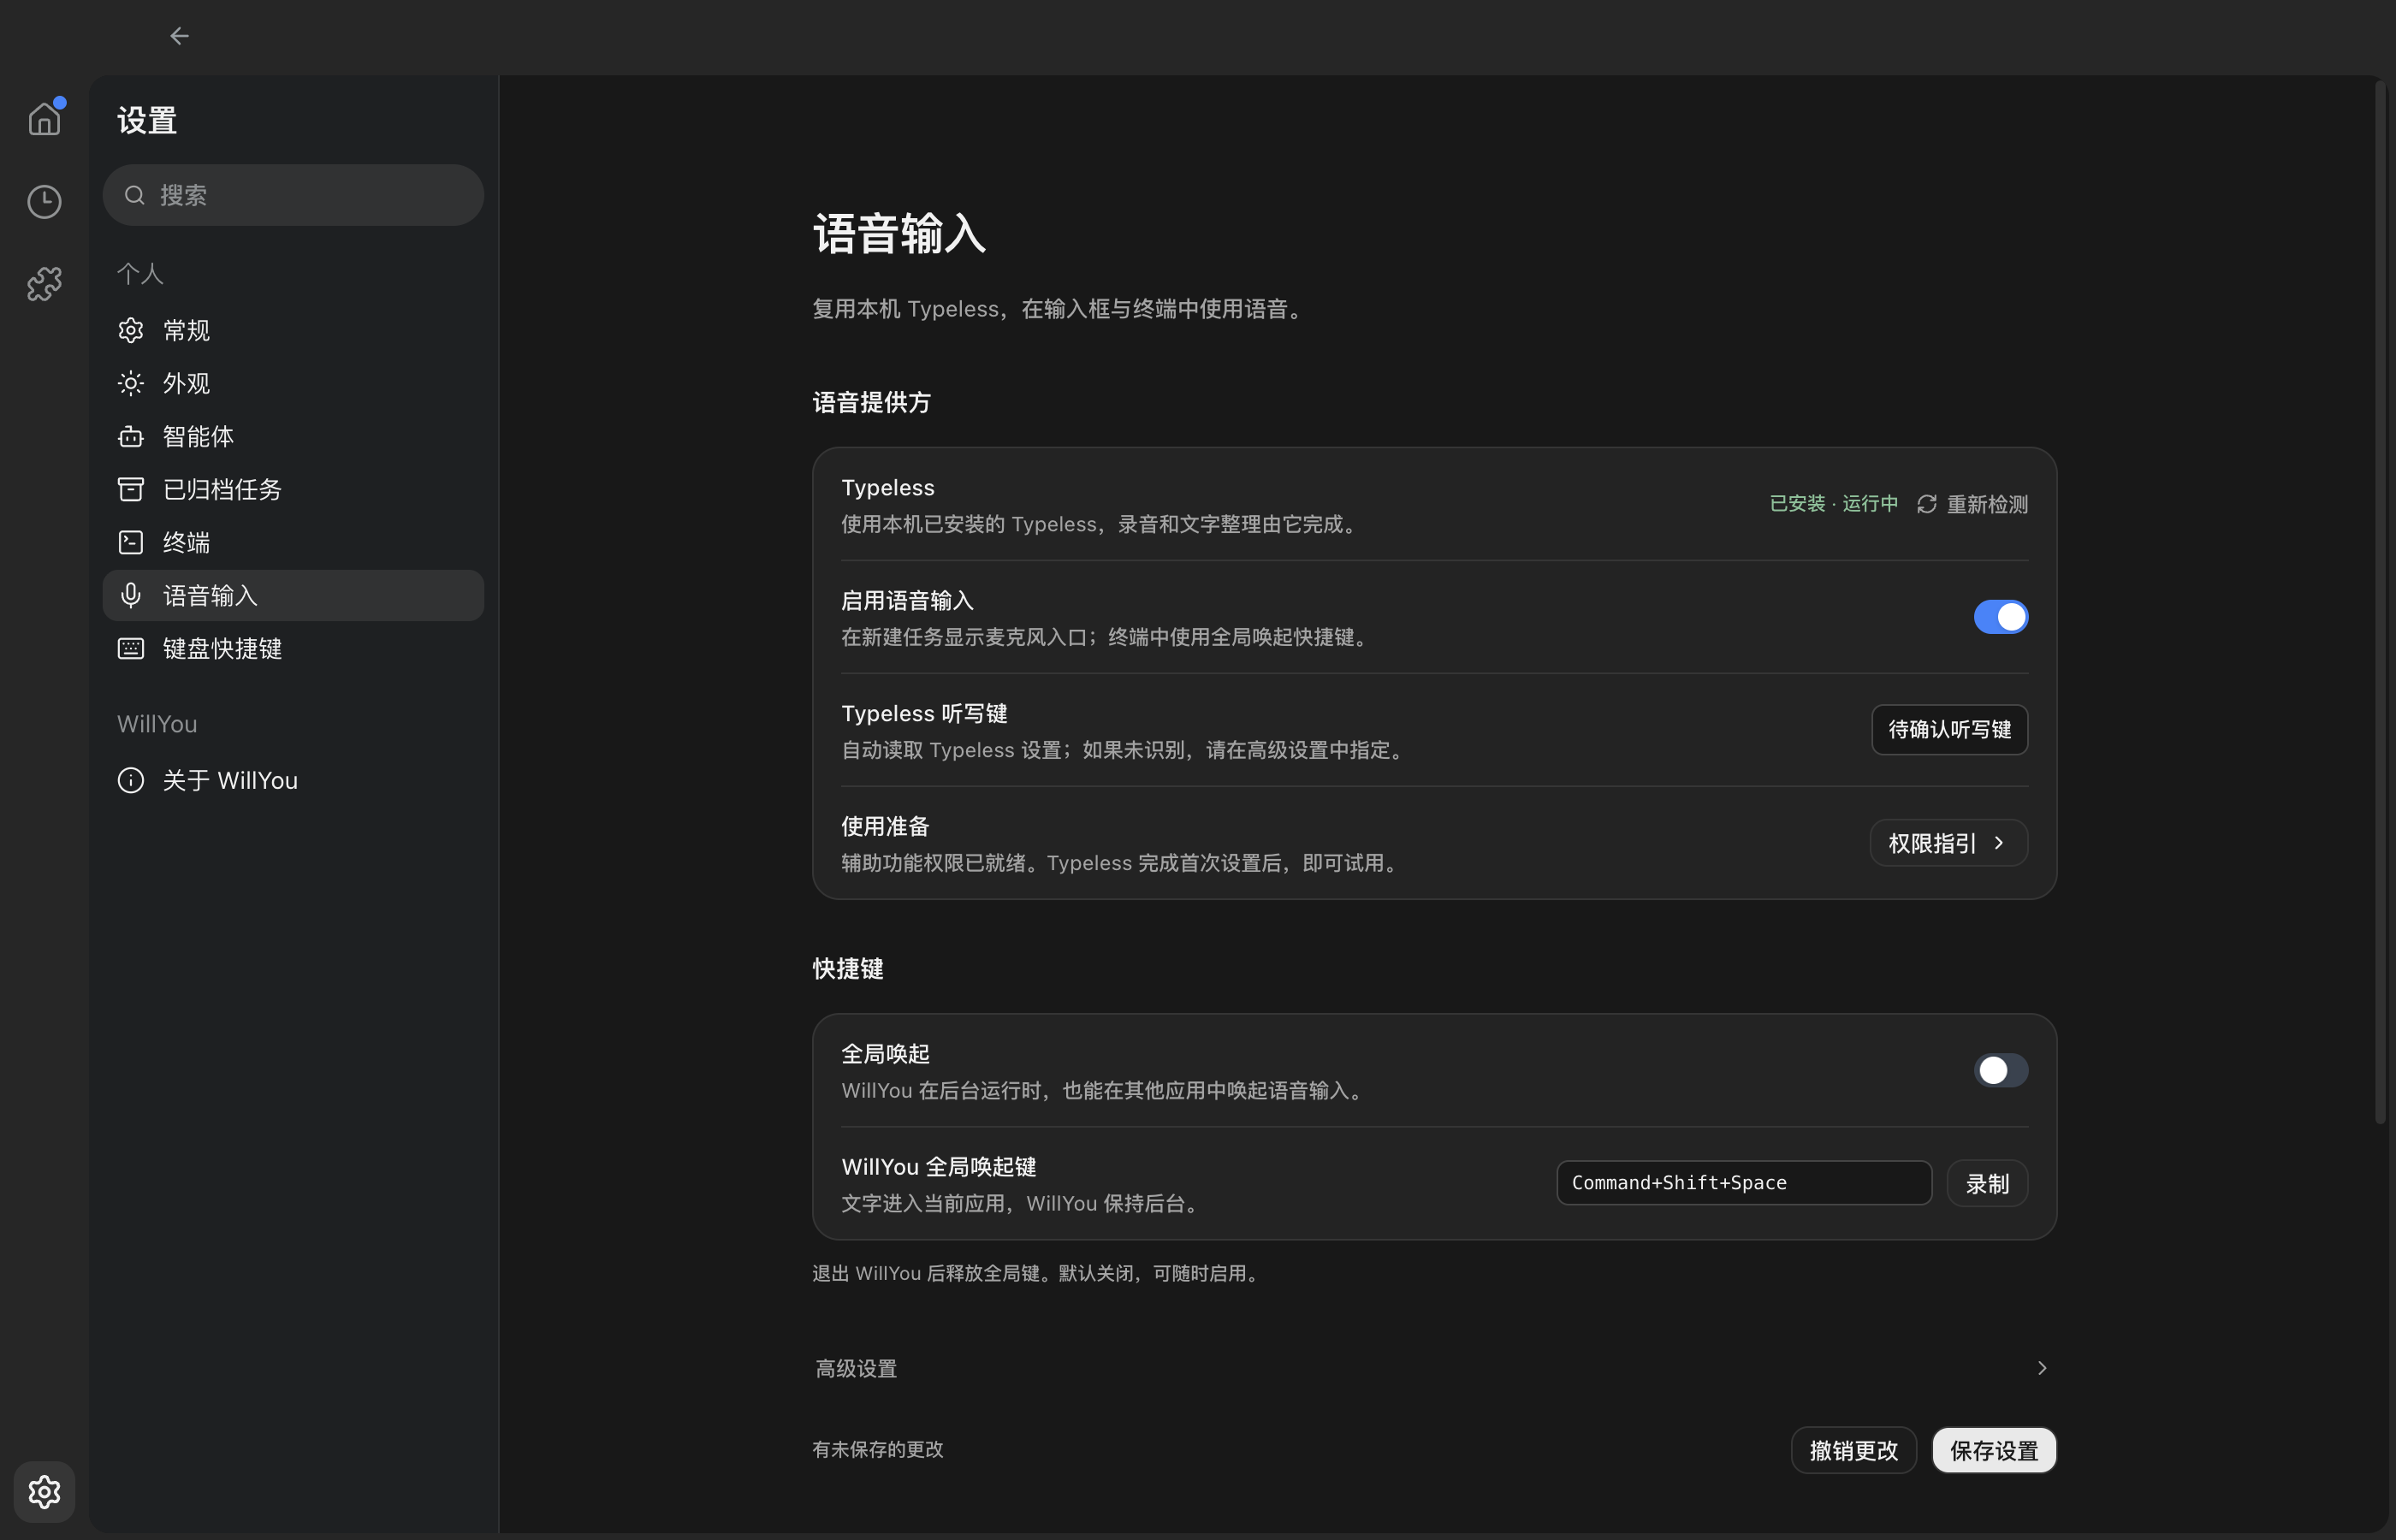 设置
搜索
个人
常规
外观
智能体
已归档任务
终端
语音输入
键盘快捷键
WillYou
关于 WillYou
语音输入
复用本机 Typeless，在输入框与终端中使用语音。
语音提供方
Typeless
使用本机已安装的 Typeless，录音和文字整理由它完成。
已安装 · 运行中
重新检测
启用语音输入
在新建任务显示麦克风入口；终端中使用全局唤起快捷键。
Typeless 听写键
自动读取 Typeless 设置；如果未识别，请在高级设置中指定。
待确认听写键
使用准备
辅助功能权限已就绪。Typeless 完成首次设置后，即可试用。
权限指引
快捷键
全局唤起
WillYou 在后台运行时，也能在其他应用中唤起语音输入。
WillYou 全局唤起键
文字进入当前应用，WillYou 保持后台。
Command+Shift+Space
录制
退出 WillYou 后释放全局键。默认关闭，可随时启用。
高级设置
有未保存的更改
撤销更改
保存设置